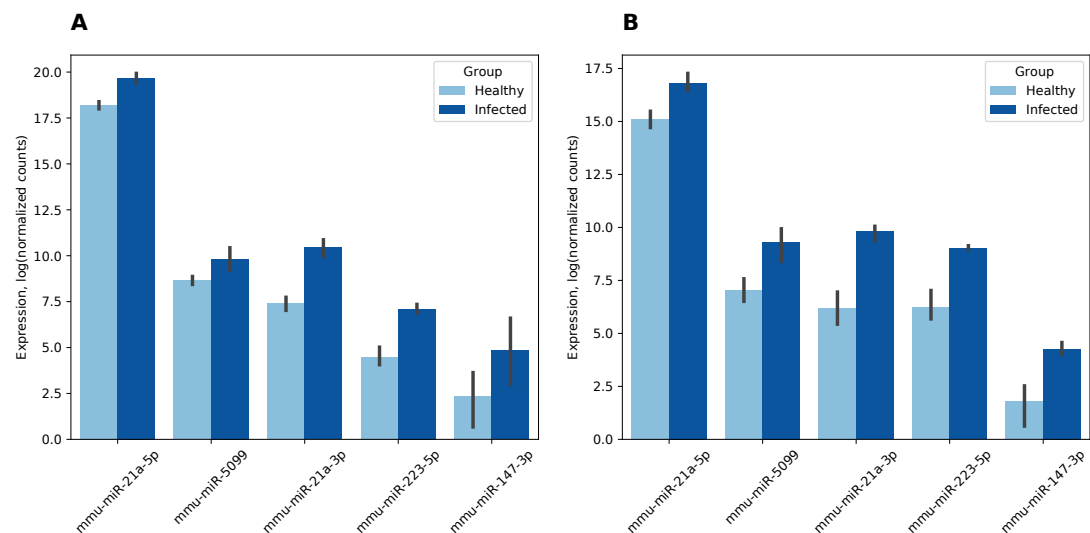 A
Expression, log(normalized counts)
20.0
17.5
15.0
12.5
10.0
7.5
5.0
2.5
0.0
Group
Healthy
Infected
mmu-miR-21a-5p
mmu-miR-5099
mmu-miR-21a-3p
mmu-miR-223-5p
mmu-miR-147-3p
B
Expression, log(normalized counts)
17.5
15.0
12.5
10.0
7.5
5.0
2.5
0.0
Group
Healthy
Infected
mmu-miR-21a-5p
mmu-miR-5099
mmu-miR-21a-3p
mmu-miR-223-5p
mmu-miR-147-3p